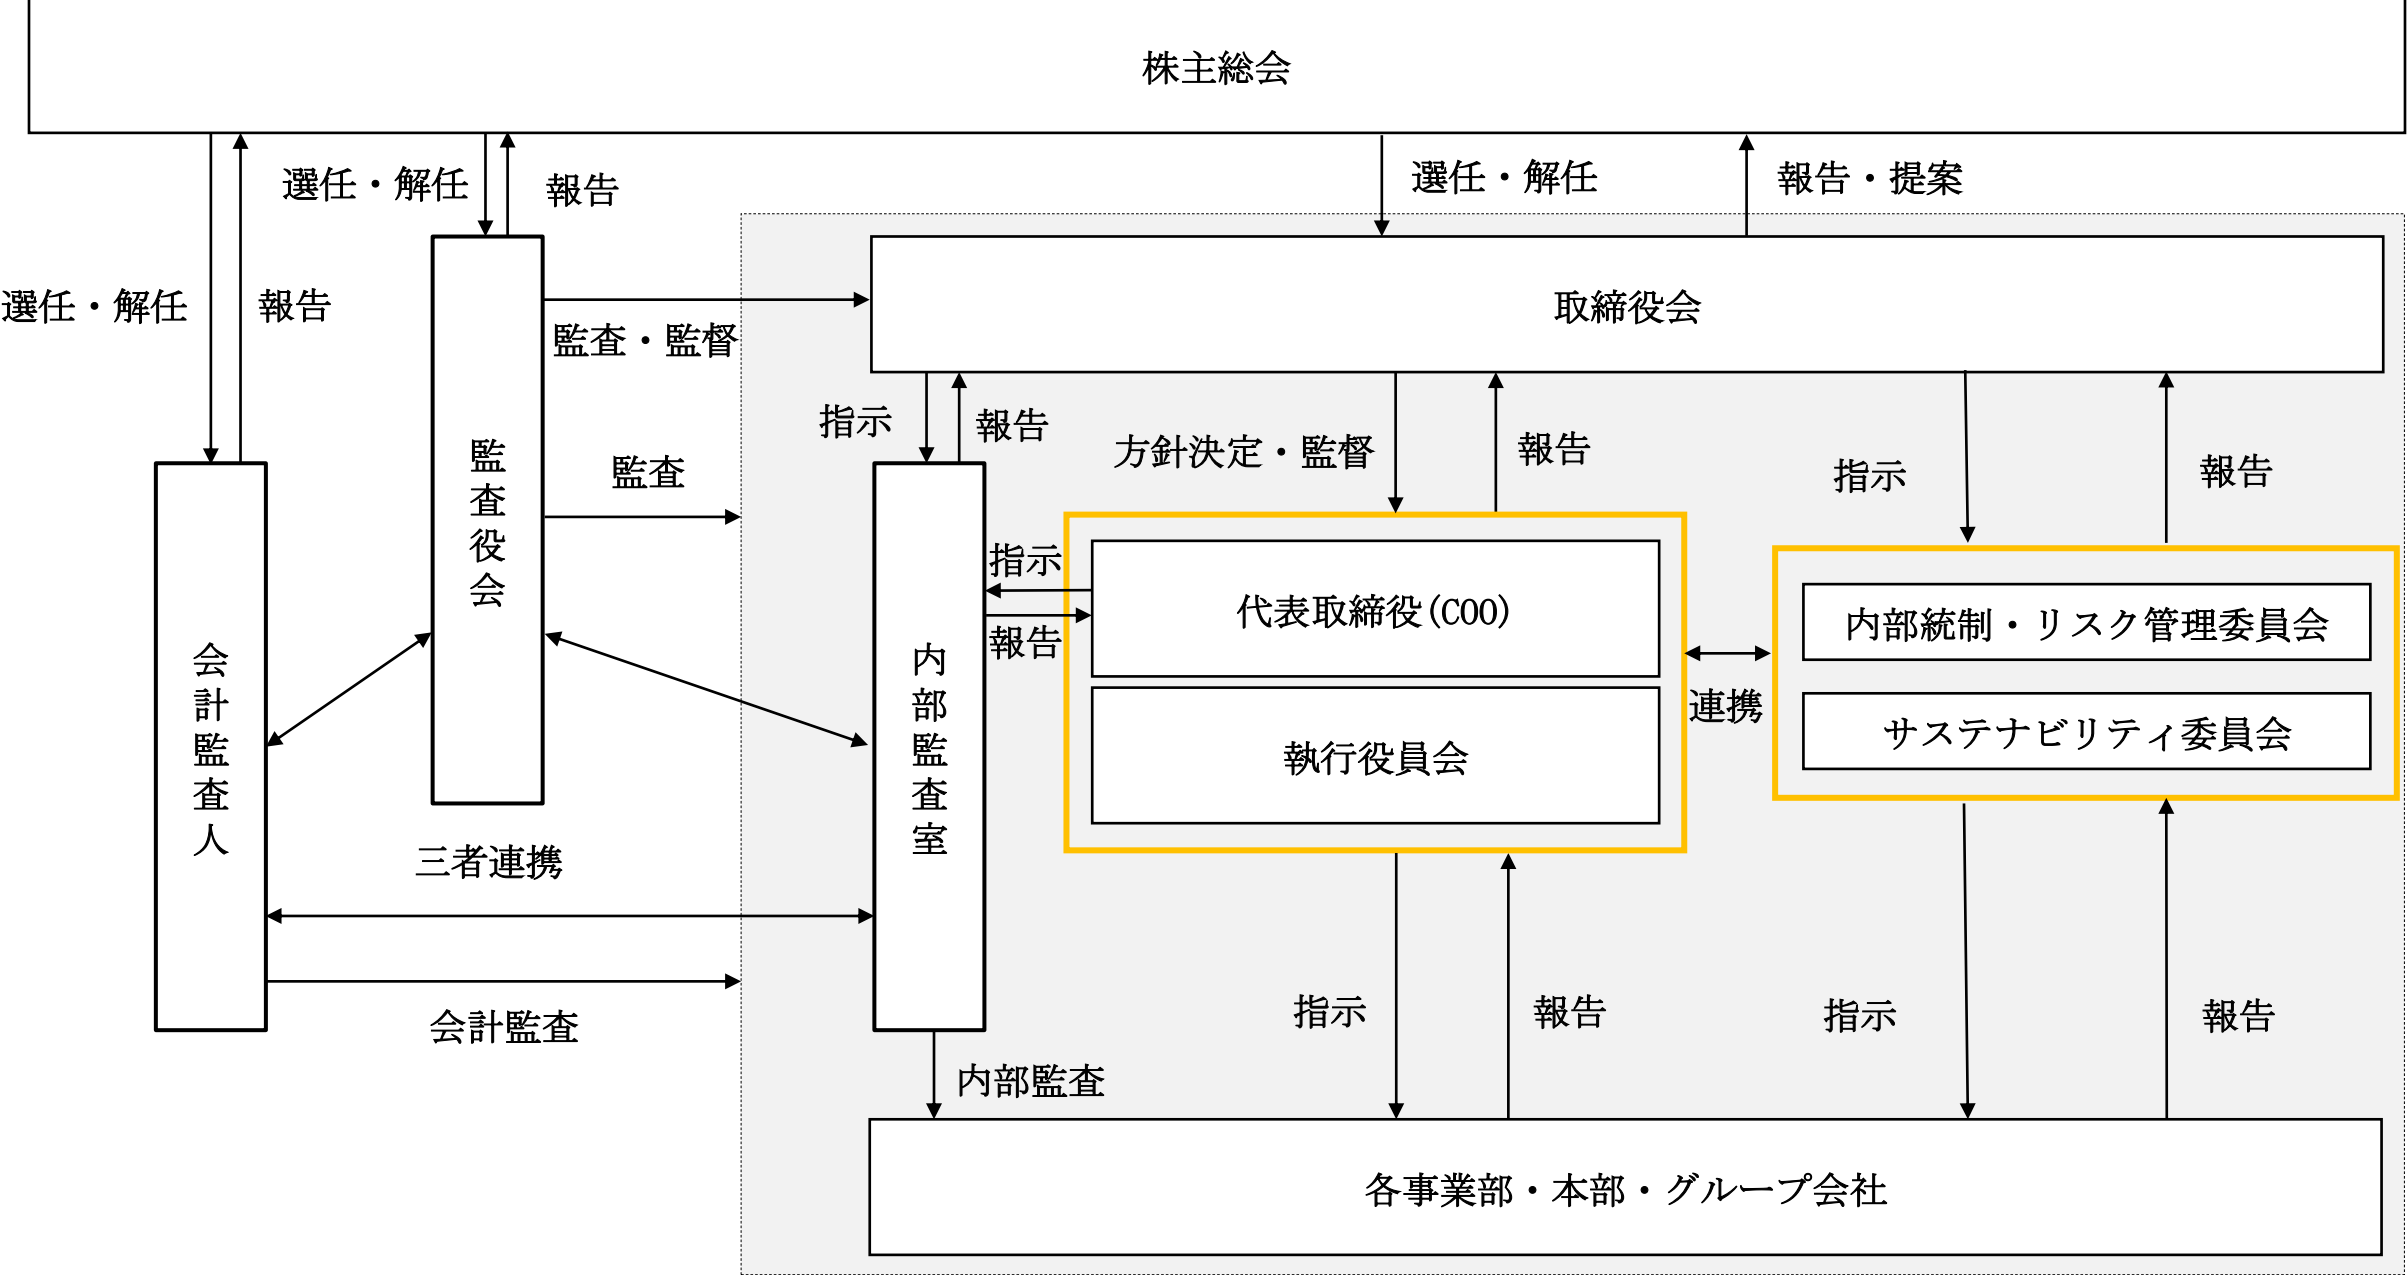 株主総会
選任・解任
報告
選任・解任
報告・提案
選任・解任
報告
取締役会
監査・監督
指示
報告
方針決定・監督
報告
指示
報告
監査
監査役会
会計監査人
内部監査室
指示
報告
代表取締役(COO)
執行役員会
連携
内部統制・リスク管理委員会
サステナビリティ委員会
三者連携
会計監査
内部監査
指示
報告
指示
報告
各事業部・本部・グループ会社